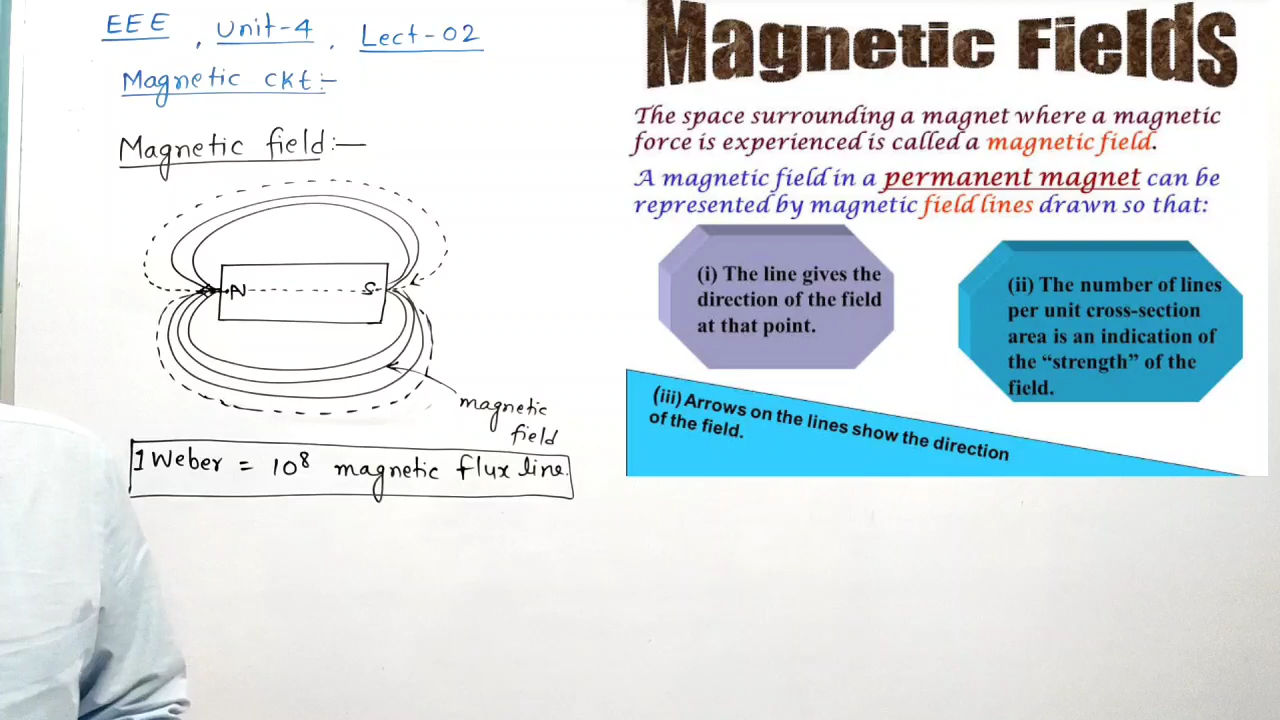 EEE , Unit-4 , Lect-02
Magnetic ckt:-
Magnetic field:-
N S
magnetic
field
1 Weber = 10⁸ magnetic flux line.
Magnetic Fields
The space surrounding a magnet where a magnetic
force is experienced is called a magnetic field.
A magnetic field in a permanent magnet can be
represented by magnetic field lines drawn so that:
(i) The line gives the
direction of the field
at that point.
(ii) The number of lines
per unit cross-section
area is an indication of
the “strength” of the
field.
(iii) Arrows on the lines show the direction
of the field.